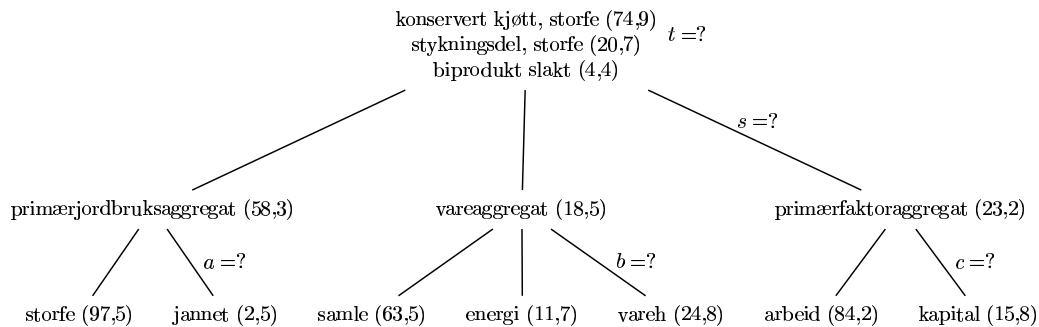 konservert kjøtt, storfe (74,9)
stykningsdel, storfe (20,7)
t =?
biprodukt slakt (4,4)
s =?
primærjordbruksaggregat (58,3)
vareaggregat (18,5)
primærfaktoraggregat (23,2)
a =?
b =?
c =?
storfe (97,5)
jannet (2,5)
samle (63,5)
energi (11,7)
vareh (24,8)
arbeid (84,2)
kapital (15,8)